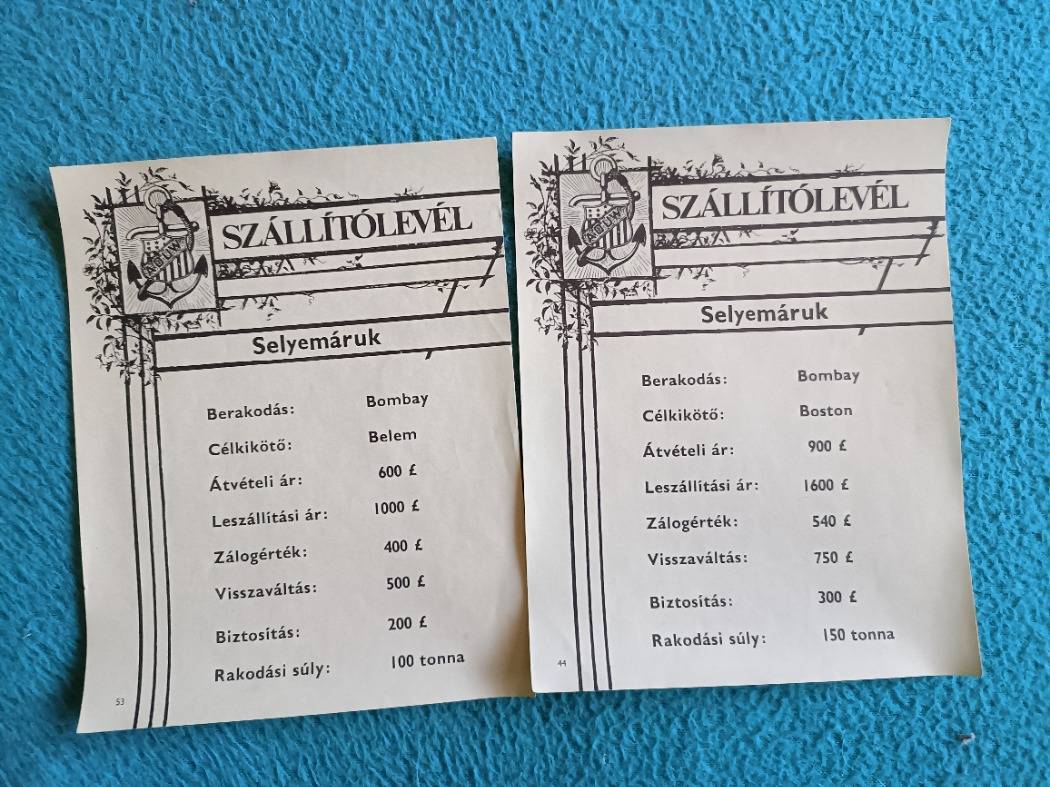 SZÁLLÍTÓLEVÉL
Selyemáruk
Berakodás: Bombay
Célkikötő: Belem
Átvételi ár: 600 £
Leszállítási ár: 1000 £
Zálogérték: 400 £
Visszaváltás: 500 £
Biztosítás: 200 £
Rakodási súly: 100 tonna
53
SZÁLLÍTÓLEVÉL
Selyemáruk
Berakodás: Bombay
Célkikötő: Boston
Átvételi ár: 900 £
Leszállítási ár: 1600 £
Zálogérték: 540 £
Visszaváltás: 750 £
Biztosítás: 300 £
Rakodási súly: 150 tonna
44